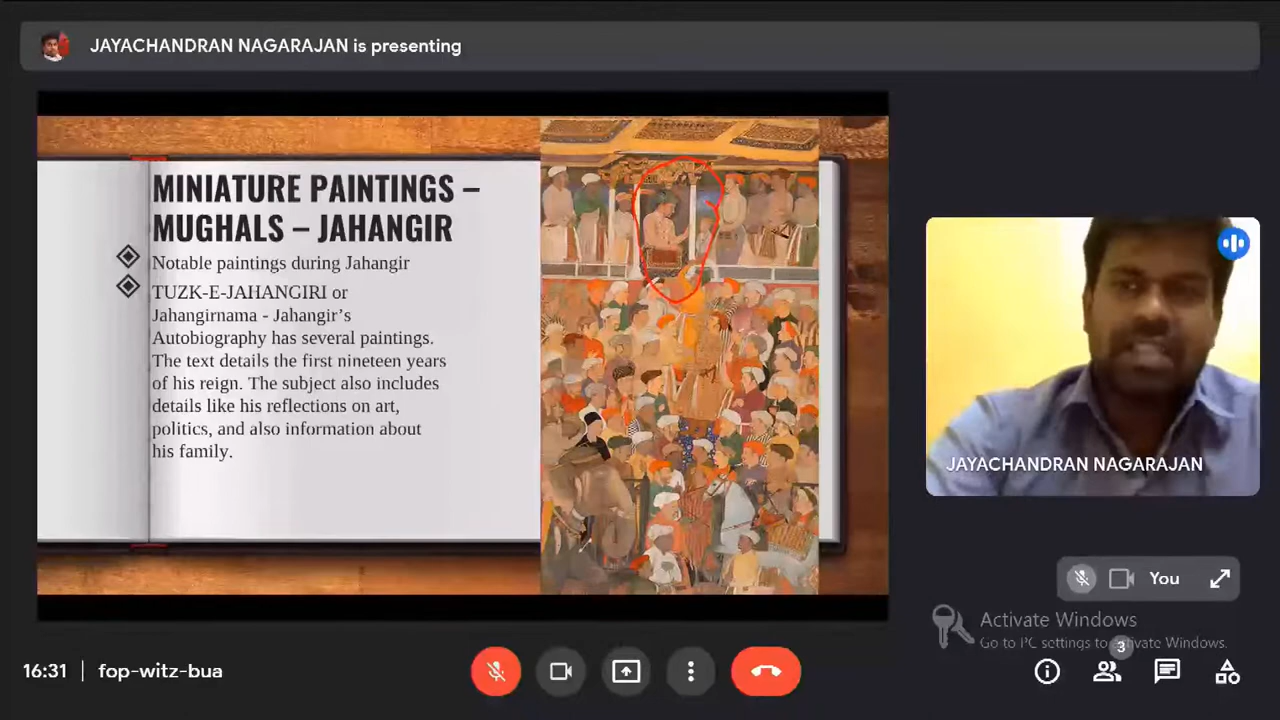 JAYACHANDRAN NAGARAJAN is presenting
MINIATURE PAINTINGS –
MUGHALS – JAHANGIR
Notable paintings during Jahangir
TUZK-E-JAHANGIRI or
Jahangirnama - Jahangir’s
Autobiography has several paintings.
The text details the first nineteen years
of his reign. The subject also includes
details like his reflections on art,
politics, and also information about
his family.
JAYACHANDRAN NAGARAJAN
You
Activate Windows
Go to PC settings to activate Windows.
3
16:31 | fop-witz-bua